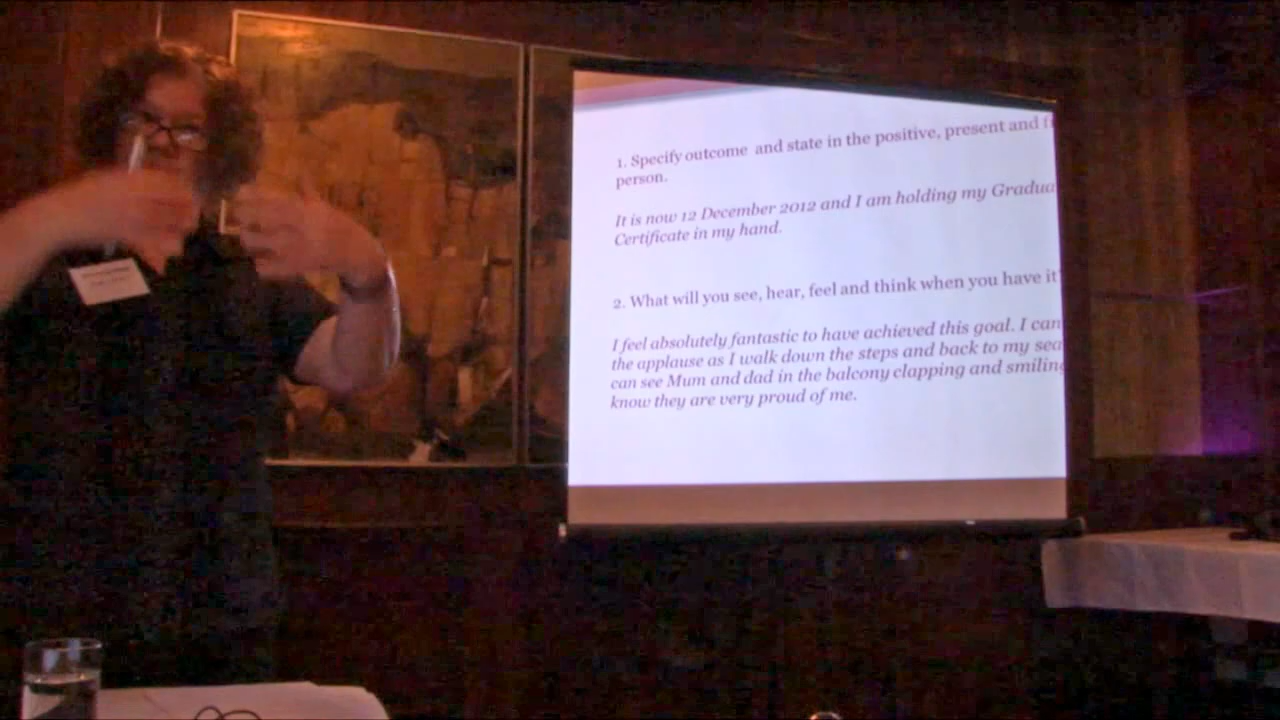 1. Specify outcome and state in the positive, present and
person.
It is now 12 December 2012 and I am holding my Gradua
Certificate in my hand.
2. What will you see, hear, feel and think when you have it
I feel absolutely fantastic to have achieved this goal. I can
the applause as I walk down the steps and back to my sea
can see Mum and dad in the balcony clapping and smiling
know they are very proud of me.